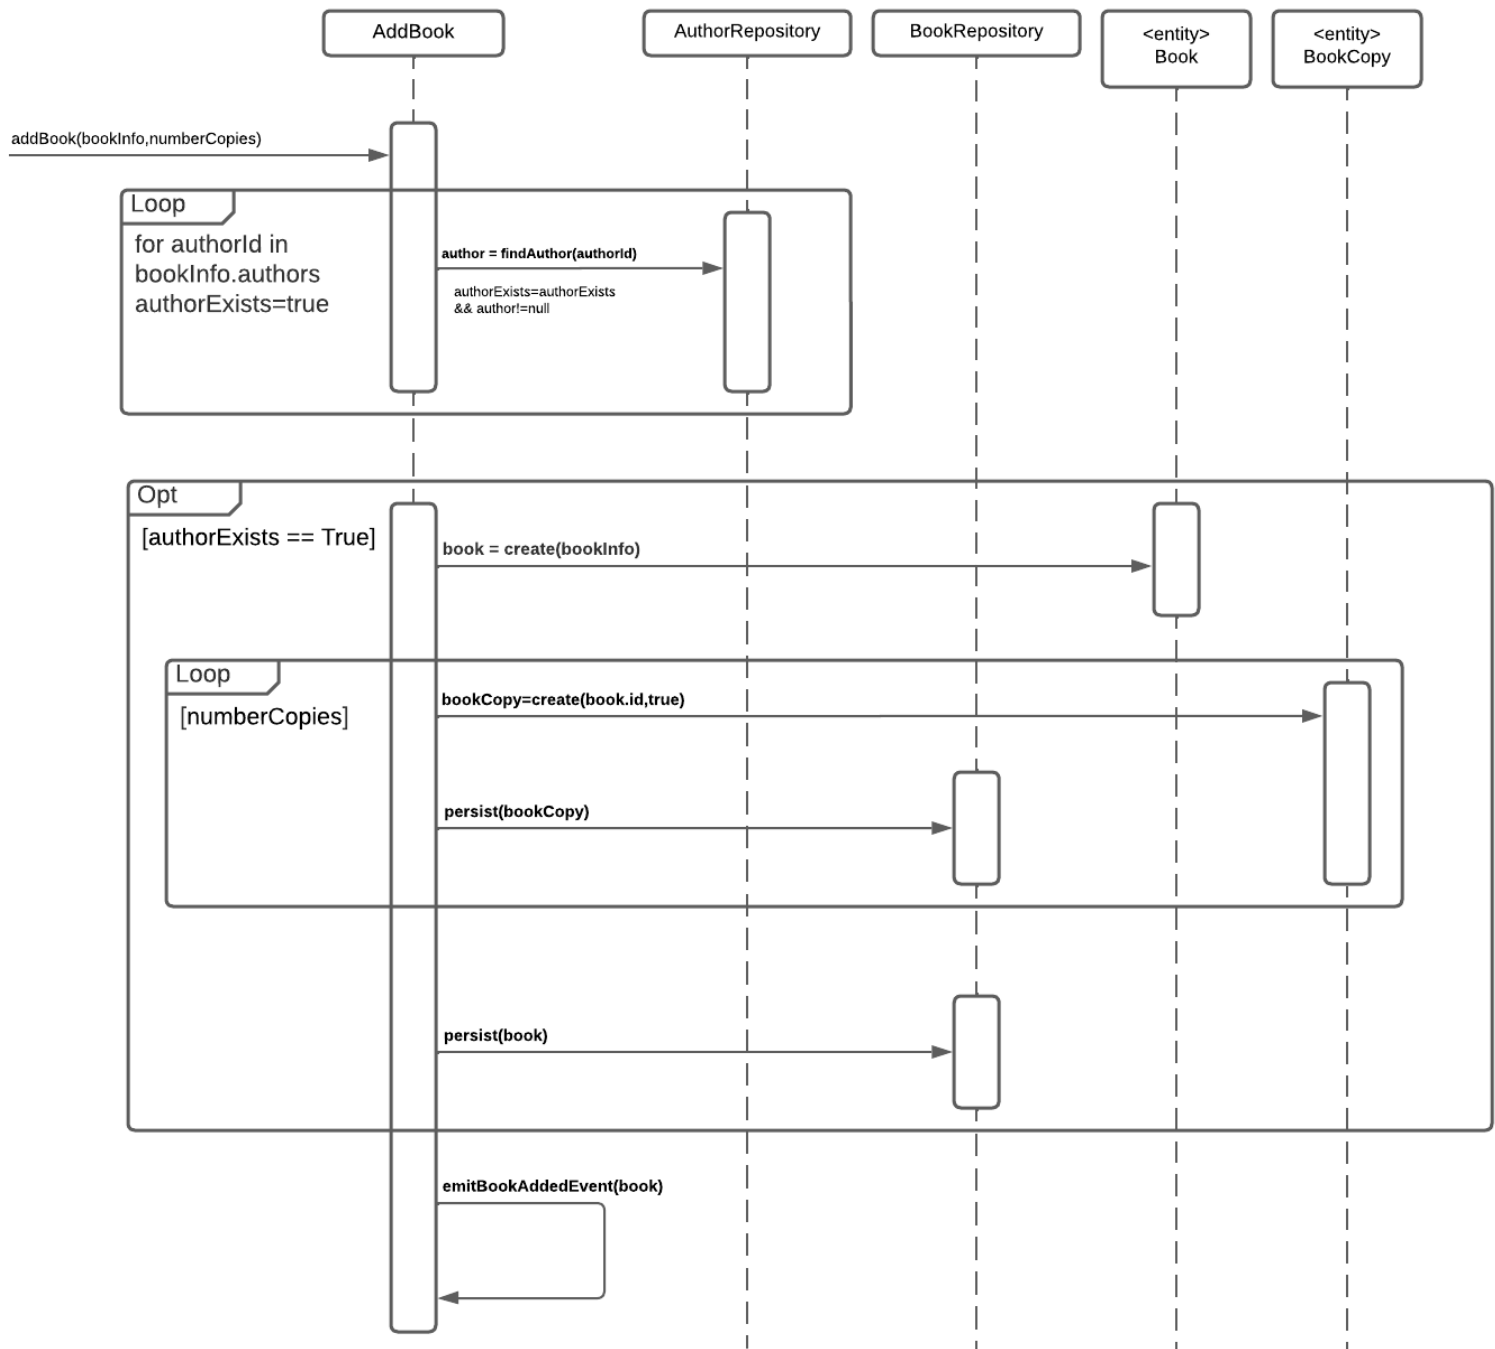 AddBook
AuthorRepository
BookRepository
<entity>
Book
<entity>
BookCopy
addBook(bookInfo,numberCopies)
Loop
for authorId in
bookInfo.authors
authorExists=true
author = findAuthor(authorId)
authorExists=authorExists
&& author!=null
Opt
[authorExists == True]
book = create(bookInfo)
Loop
[numberCopies]
bookCopy=create(book.id,true)
persist(bookCopy)
persist(book)
emitBookAddedEvent(book)